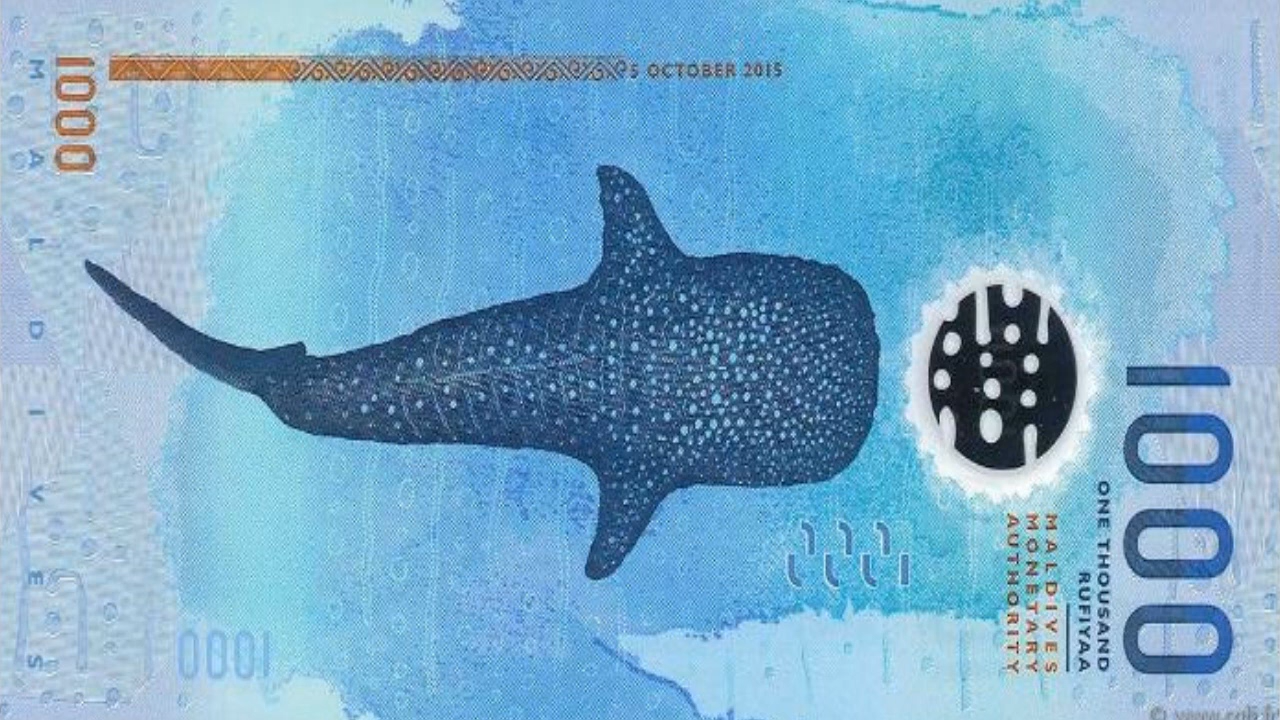 5 OCTOBER 2015
1000
MALDIVES
1000
ONE THOUSAND
RUFIYAA
MALDIVES
MONETARY
AUTHORITY
1000